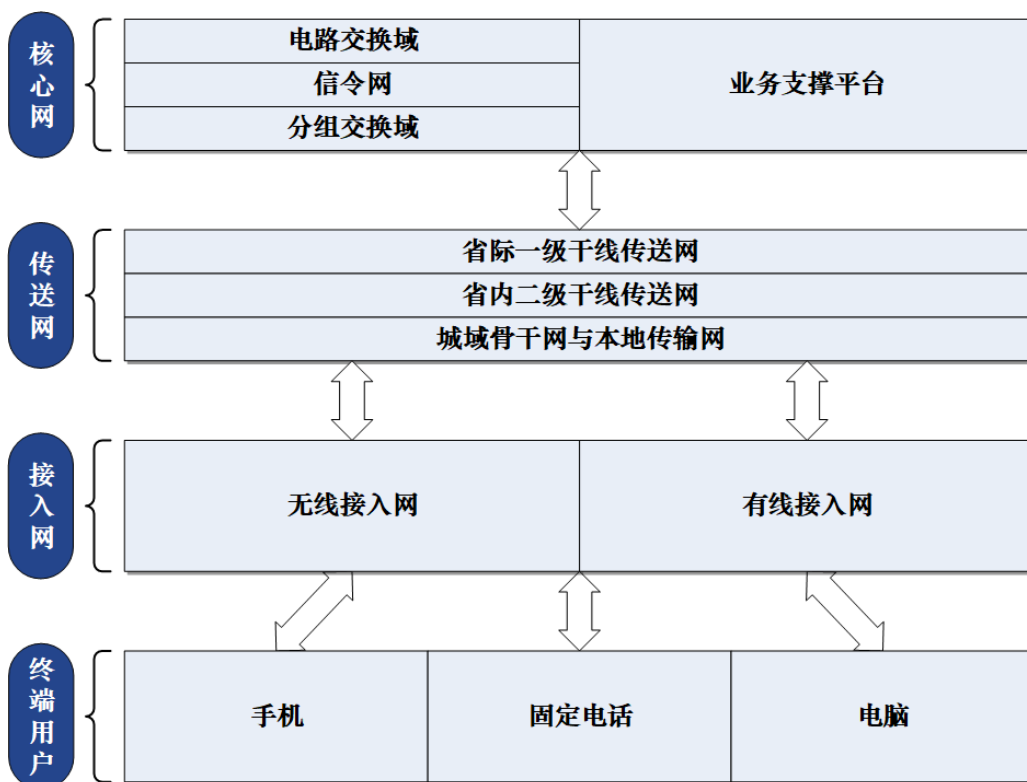 核心网
电路交换域
信令网
分组交换域
业务支撑平台
传送网
省际一级干线传送网
省内二级干线传送网
城域骨干网与本地传输网
接入网
无线接入网
有线接入网
终端用户
手机
固定电话
电脑